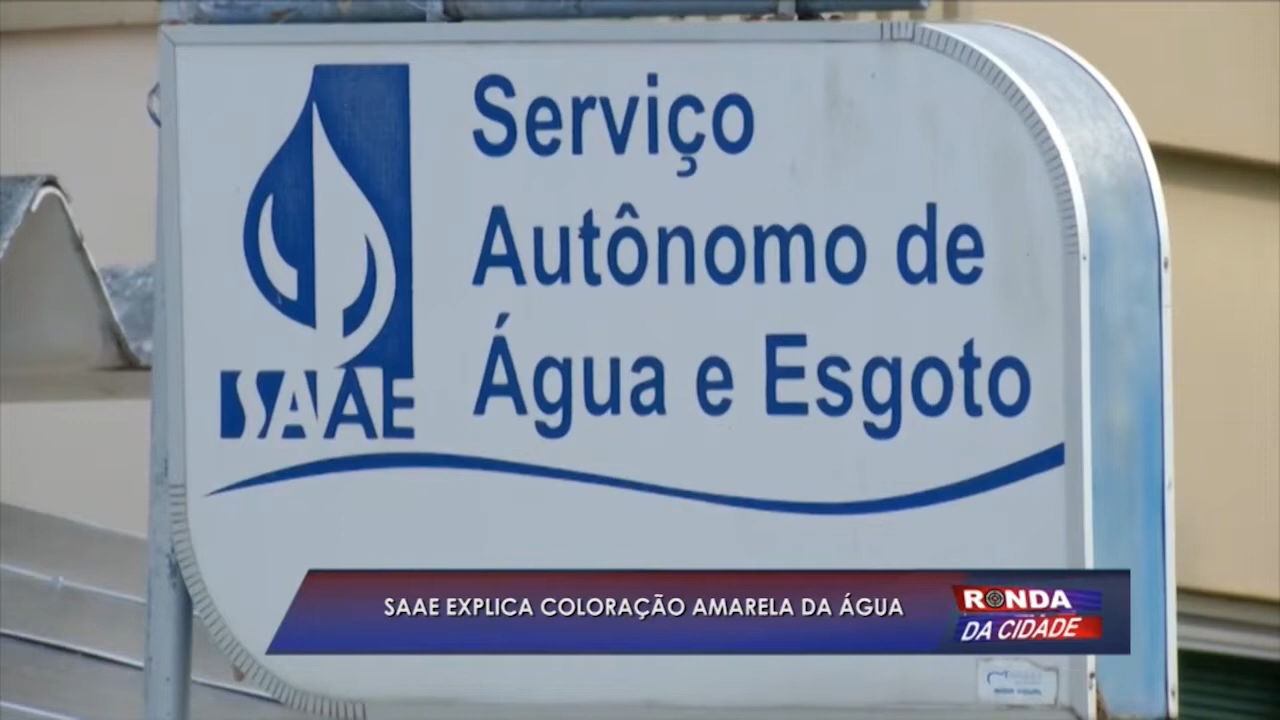 Serviço
Autônomo de
Água e Esgoto
SAAE
SAAE EXPLICA COLORAÇÃO AMARELA DA ÁGUA
RONDA
DA CIDADE